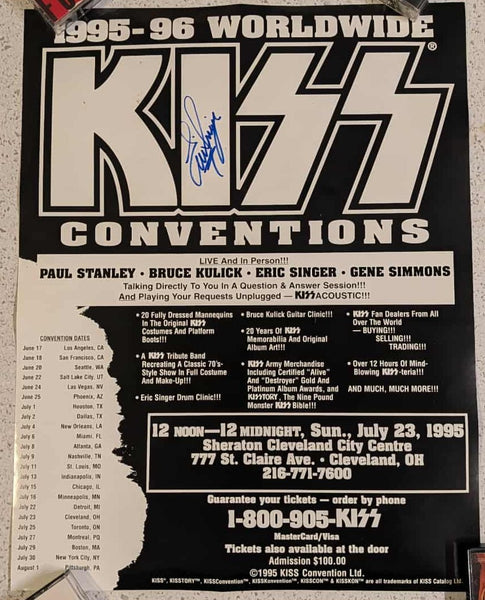 1995-96 WORLDWIDE
KISS®
CONVENTIONS
LIVE And In Person!!!
PAUL STANLEY • BRUCE KULICK • ERIC SINGER • GENE SIMMONS
Talking Directly To You In A Question & Answer Session!!!
And Playing Your Requests Unplugged — KISSACOUSTIC!!!
• 20 Fully Dressed Mannequins
In The Original KISS
Costumes And Platform
Boots!!!
• A KISS Tribute Band
Recreating A Classic 70's-
Style Show In Full Costume
And Make-Up!!!
• Eric Singer Drum Clinic!!!
• Bruce Kulick Guitar Clinic!!!
• 20 Years Of KISS
Memorabilia And Original
Album Art!!!
• KISS Army Merchandise
Including Certified "Alive"
And "Destroyer" Gold And
Platinum Album Awards, and
KISSTORY, The Nine Pound
Monster KISS Bible!!!
• KISS Fan Dealers From All
Over The World —
BUYING!!!
SELLING!!!
TRADING!!!
• Over 12 Hours Of Mind-
Blowing KISS-teria!!!
AND MUCH, MUCH MORE!!!
CONVENTION DATES
June 17 Los Angeles, CA
June 18 San Francisco, CA
June 20 Seattle, WA
June 22 Salt Lake City, UT
June 24 Las Vegas, NV
June 25 Phoenix, AZ
July 1 Houston, TX
July 2 Dallas, TX
July 4 New Orleans, LA
July 6 Miami, FL
July 8 Atlanta, GA
July 9 Nashville, TN
July 11 St. Louis, MO
July 13 Indianapolis, IN
July 15 Chicago, IL
July 16 Minneapolis, MN
July 22 Detroit, MI
July 23 Cleveland, OH
July 25 Toronto, ON
July 27 Montreal, PQ
July 29 Boston, MA
July 30 New York City, NY
August 1 Pittsburgh, PA
12 NOON—12 MIDNIGHT, Sun., July 23, 1995
Sheraton Cleveland City Centre
777 St. Claire Ave. • Cleveland, OH
216-771-7600
Guarantee your tickets — order by phone
1-800-905-KISS
MasterCard/Visa
Tickets also available at the door
Admission $100.00
©1995 KISS Convention Ltd.
KISS®, KISSTORY™, KISSConvention™, KISSKonvention™, KISSCON™ & KISSKON™ are all trademarks of KISS Catalog Ltd.